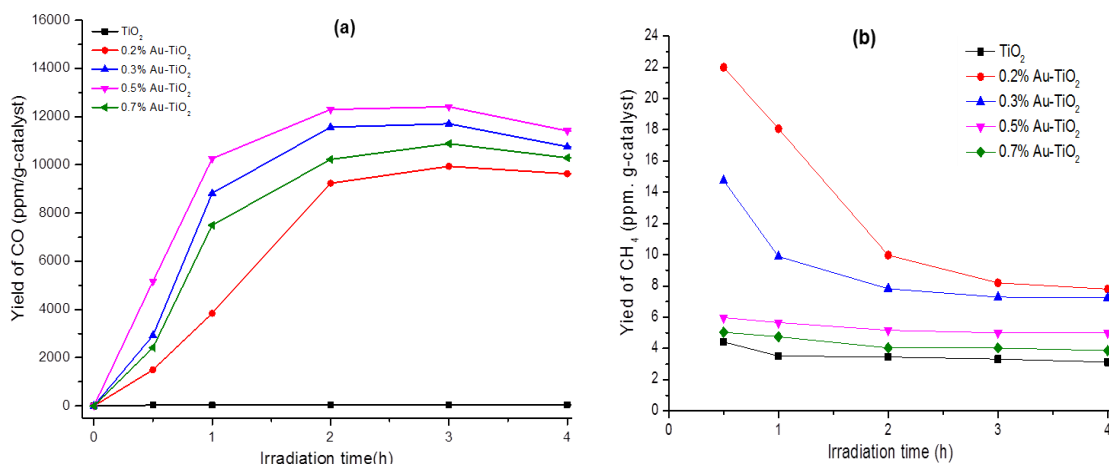 (a)
TiO₂
0.2% Au-TiO₂
0.3% Au-TiO₂
0.5% Au-TiO₂
0.7% Au-TiO₂
16000
14000
12000
10000
8000
6000
4000
2000
0
Yield of CO (ppm/g-catalyst)
0 1 2 3 4
Irradiation time(h)
(b)
TiO₂
0.2% Au-TiO₂
0.3% Au-TiO₂
0.5% Au-TiO₂
0.7% Au-TiO₂
24
22
20
18
16
14
12
10
8
6
4
2
0
Yied of CH₄ (ppm. g-catalyst)
0 1 2 3 4
Irradiation time (h)